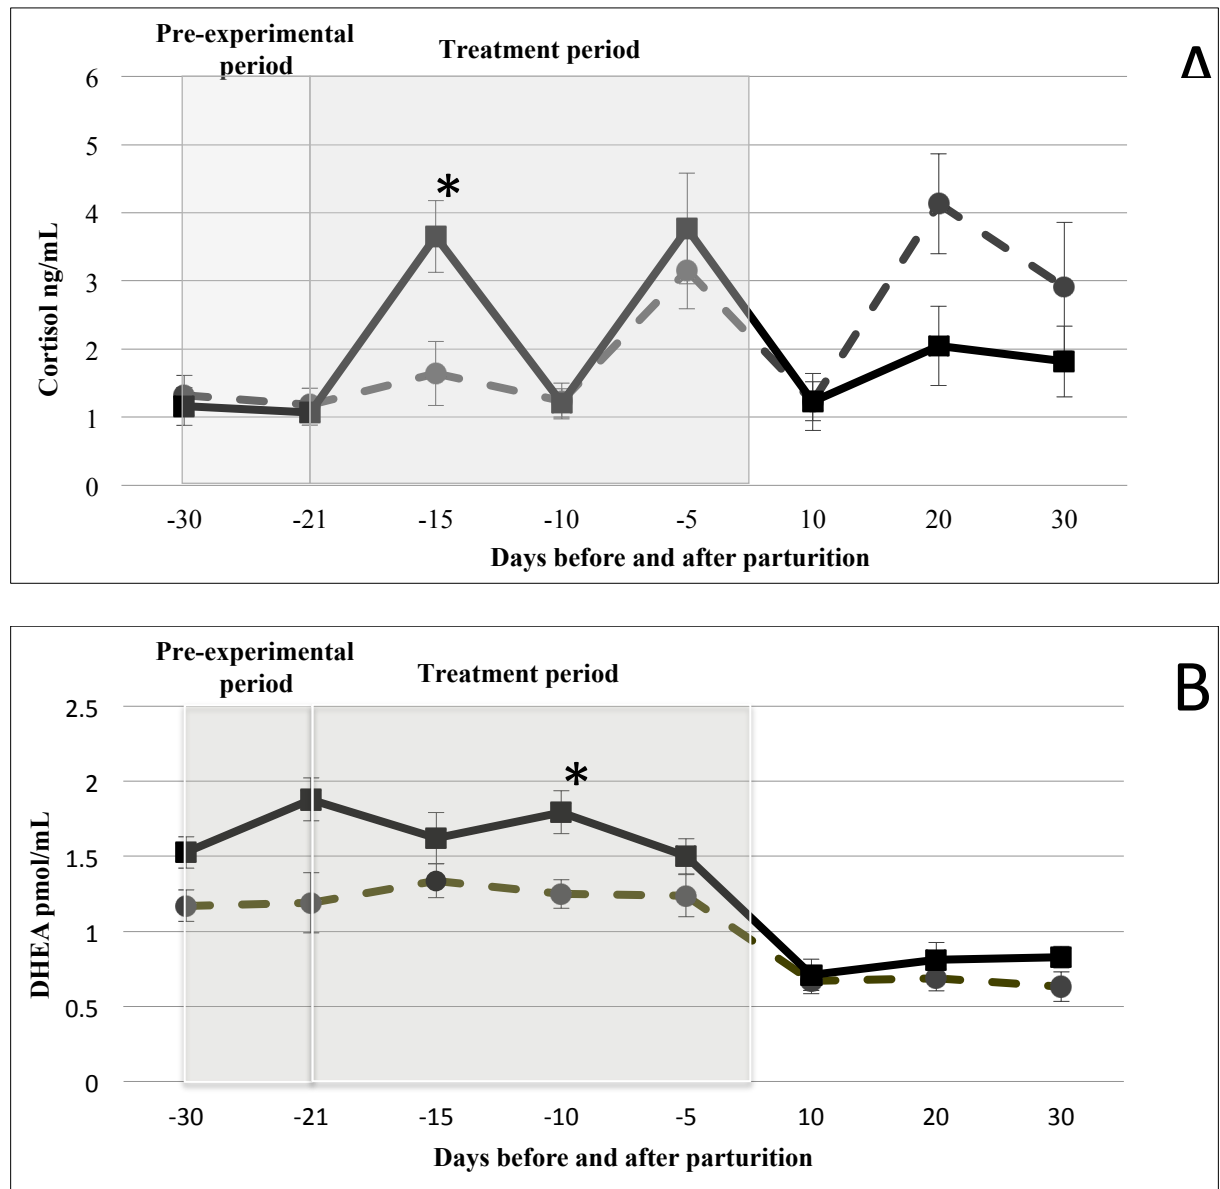 Pre-experimental
period
Treatment period
A
6
5
4
3
2
1
0
*
Cortisol ng/mL
-30 -21 -15 -10 -5 10 20 30
Days before and after parturition
Pre-experimental
period
Treatment period
B
2.5
2
1.5
1
0.5
0
*
DHEA pmol/mL
-30 -21 -15 -10 -5 10 20 30
Days before and after parturition